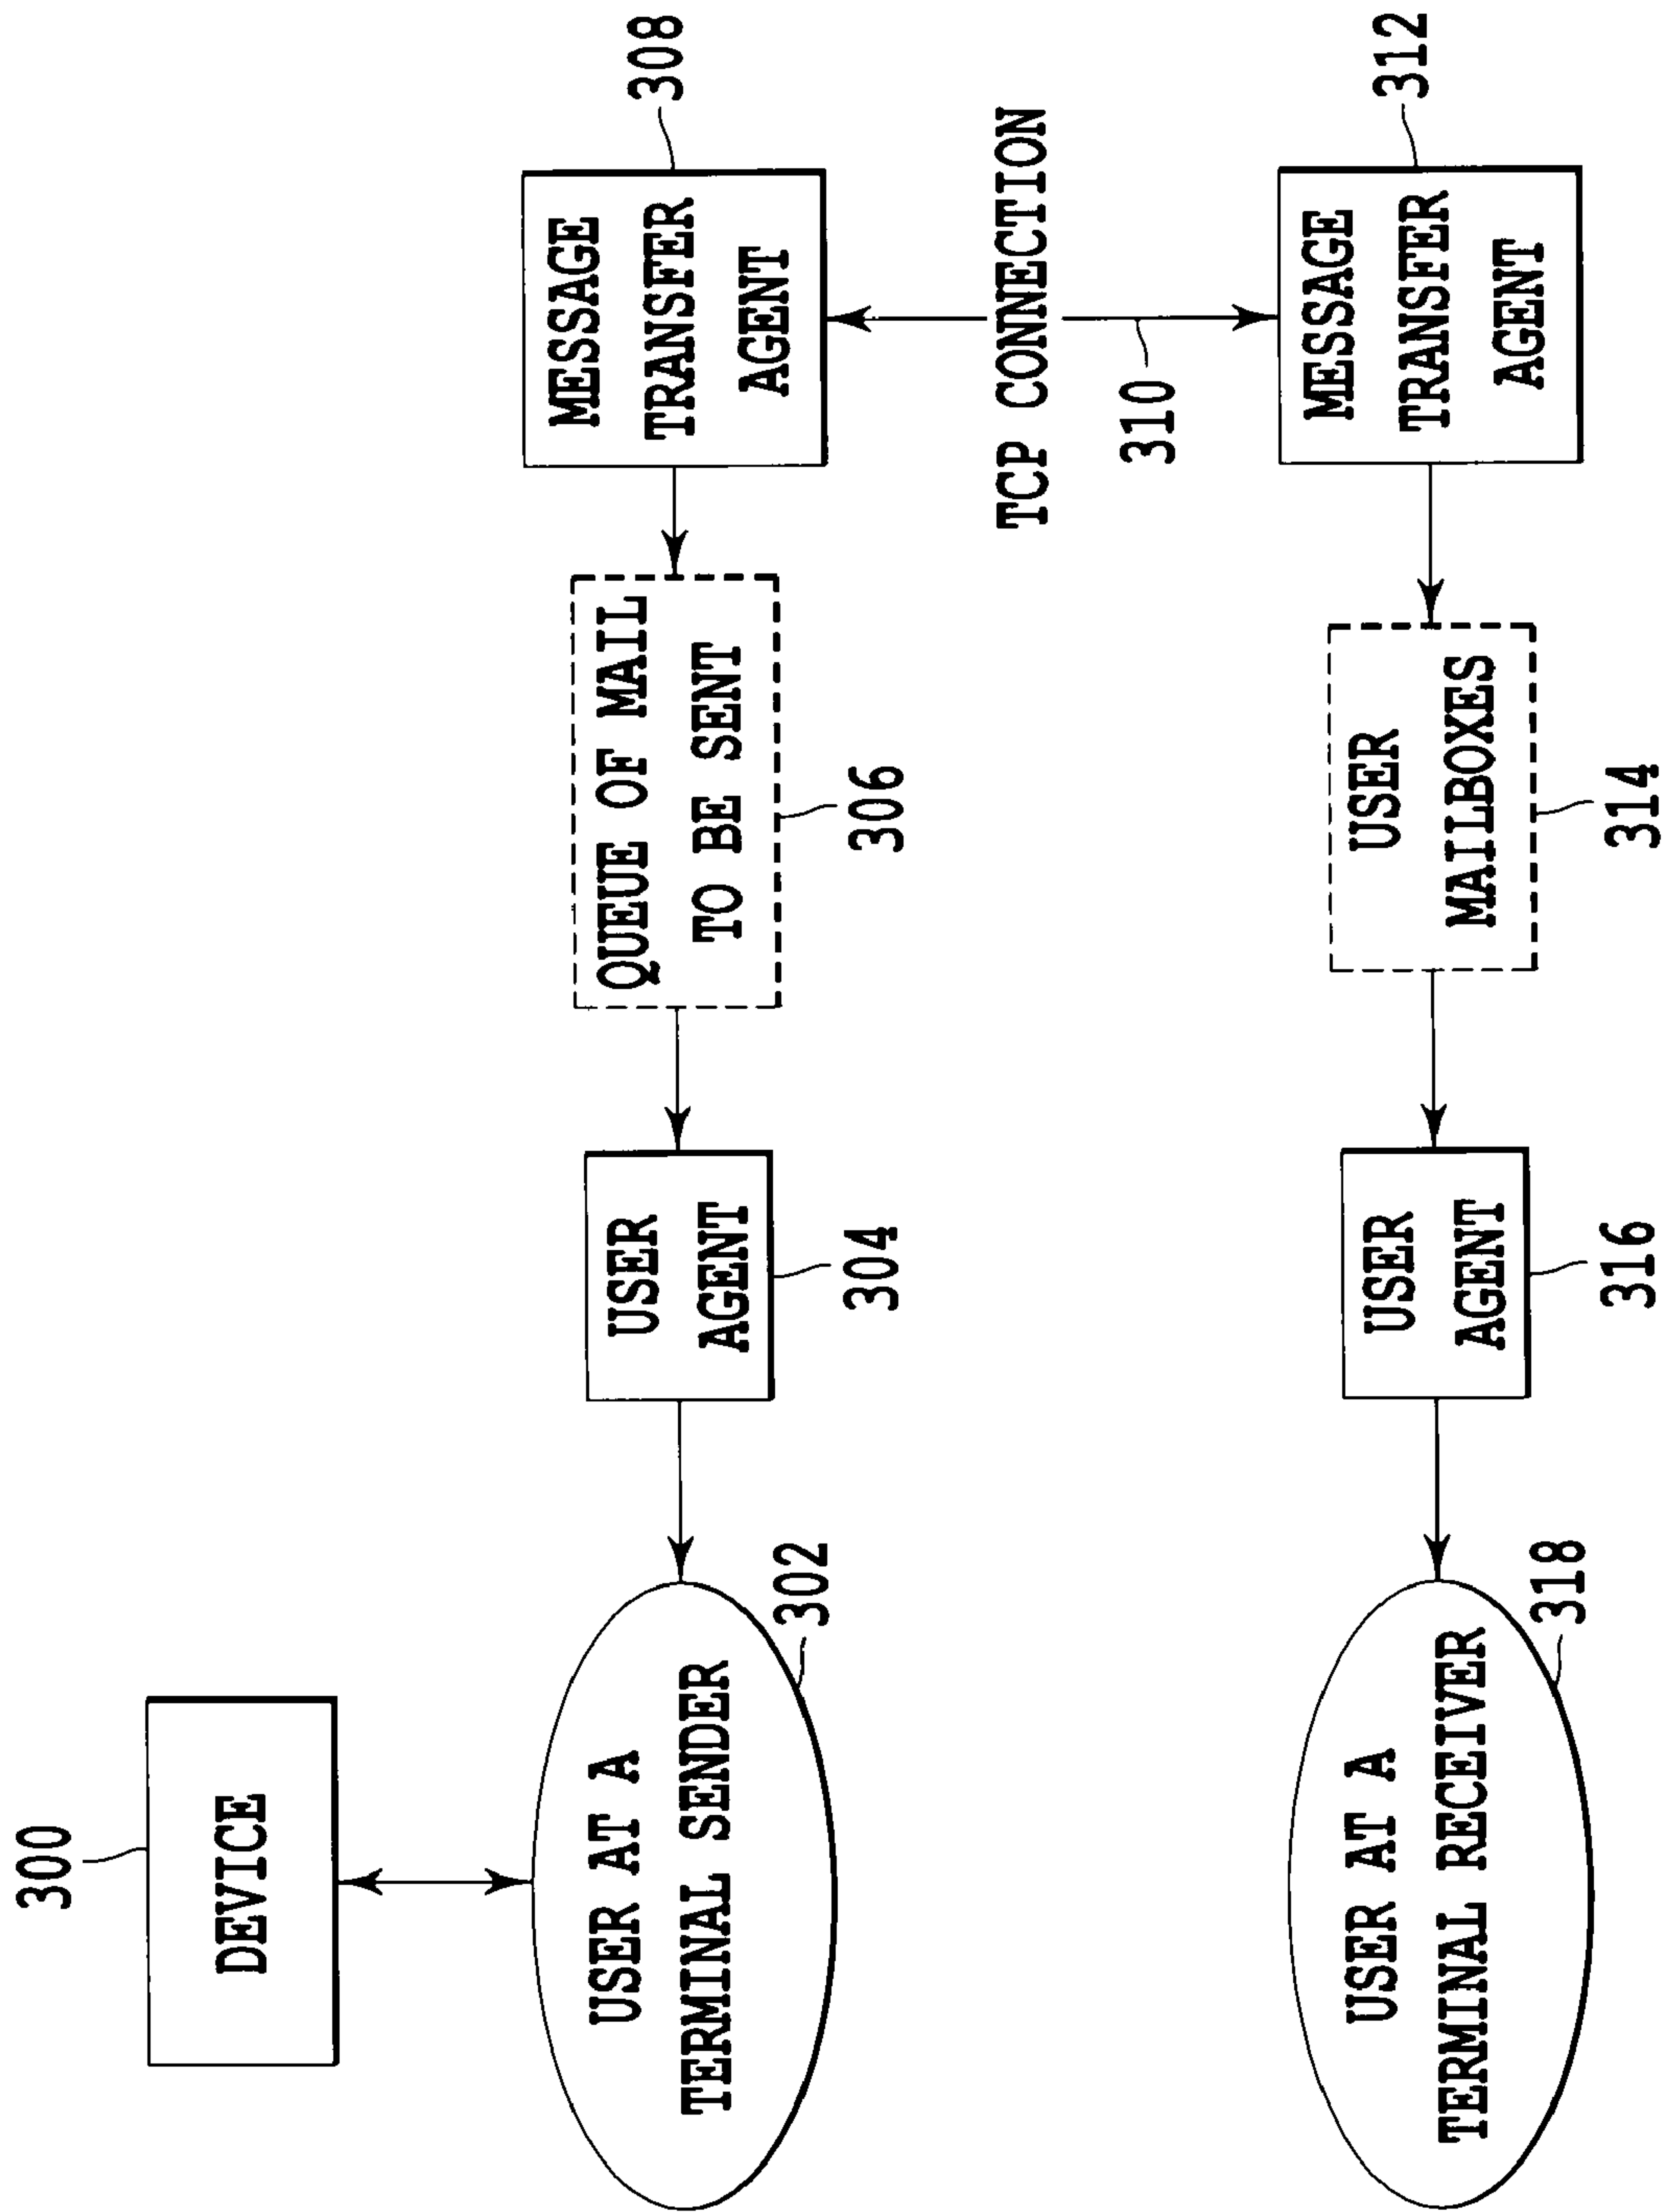 300
DEVICE
USER AT A
TERMINAL SENDER
302
USER
AGENT
304
QUEUE OF MAIL
TO BE SENT
306
MESSAGE
TRANSFER
AGENT
308
TCP CONNECTION
310
USER AT A
TERMINAL RECEIVER
318
USER
AGENT
316
USER
MAILBOXES
314
MESSAGE
TRANSFER
AGENT
312